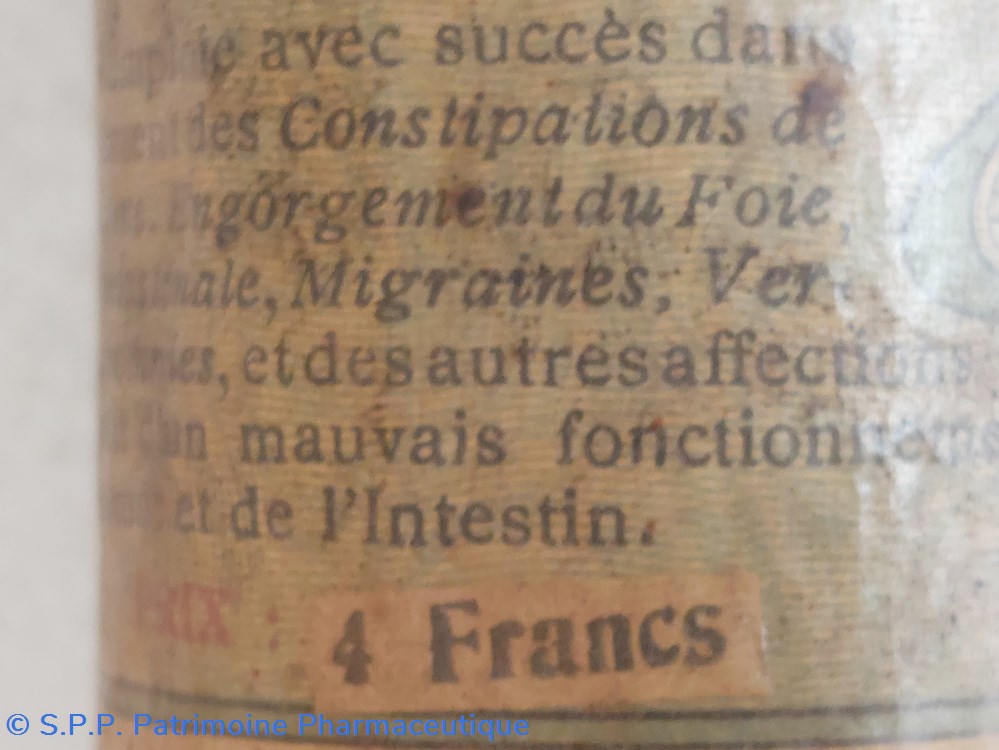 avec succès dans
des Constipations de
Engorgement du Foie,
Migraines, Ver-
et des autres affections
mauvais
et de l'Intestin.
4 Francs
© S.P.P. Patrimoine Pharmaceutique